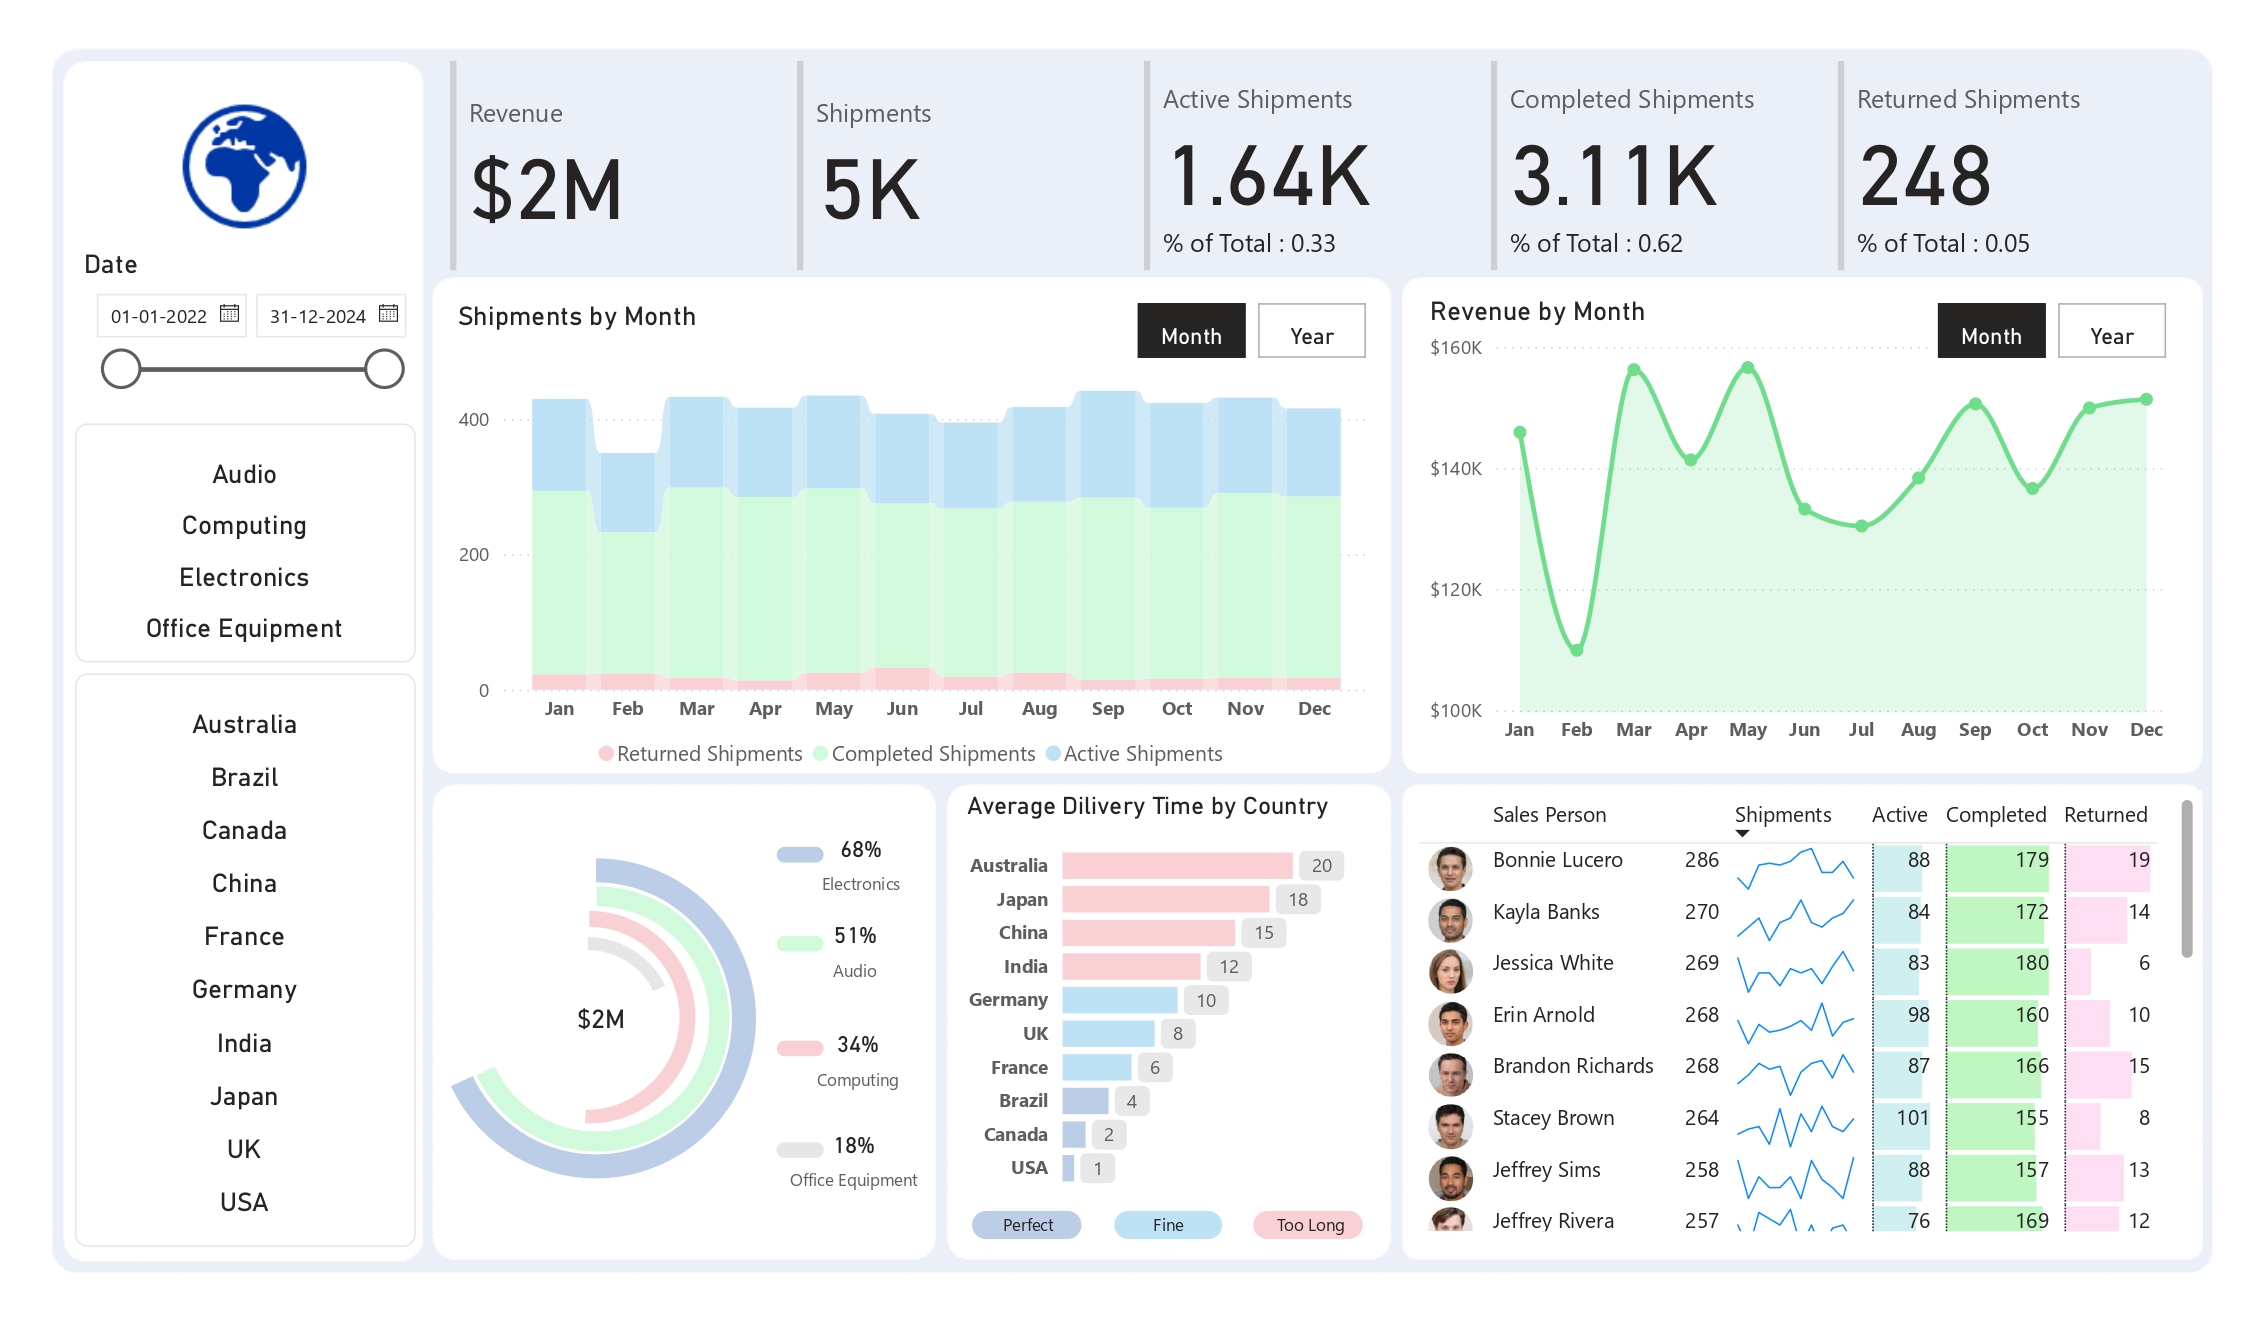 Date
01-01-2022 31-12-2024
Audio
Computing
Electronics
Office Equipment
Australia
Brazil
Canada
China
France
Germany
India
Japan
UK
USA
Revenue
$2M
Shipments
5K
Active Shipments
1.64K
% of Total : 0.33
Completed Shipments
3.11K
% of Total : 0.62
Returned Shipments
248
% of Total : 0.05
Shipments by Month
Month Year
400
200
0
Jan Feb Mar Apr May Jun Jul Aug Sep Oct Nov Dec
Returned Shipments Completed Shipments Active Shipments
Revenue by Month
Month Year
$160K
$140K
$120K
$100K
Jan Feb Mar Apr May Jun Jul Aug Sep Oct Nov Dec
$2M
68%
Electronics
51%
Audio
34%
Computing
18%
Office Equipment
Average Dilivery Time by Country
Australia 20
Japan 18
China 15
India 12
Germany 10
UK 8
France 6
Brazil 4
Canada 2
USA 1
Perfect Fine Too Long
Sales Person Shipments Active Completed Returned
Bonnie Lucero 286 88 179 19
Kayla Banks 270 84 172 14
Jessica White 269 83 180 6
Erin Arnold 268 98 160 10
Brandon Richards 268 87 166 15
Stacey Brown 264 101 155 8
Jeffrey Sims 258 88 157 13
Jeffrey Rivera 257 76 169 12